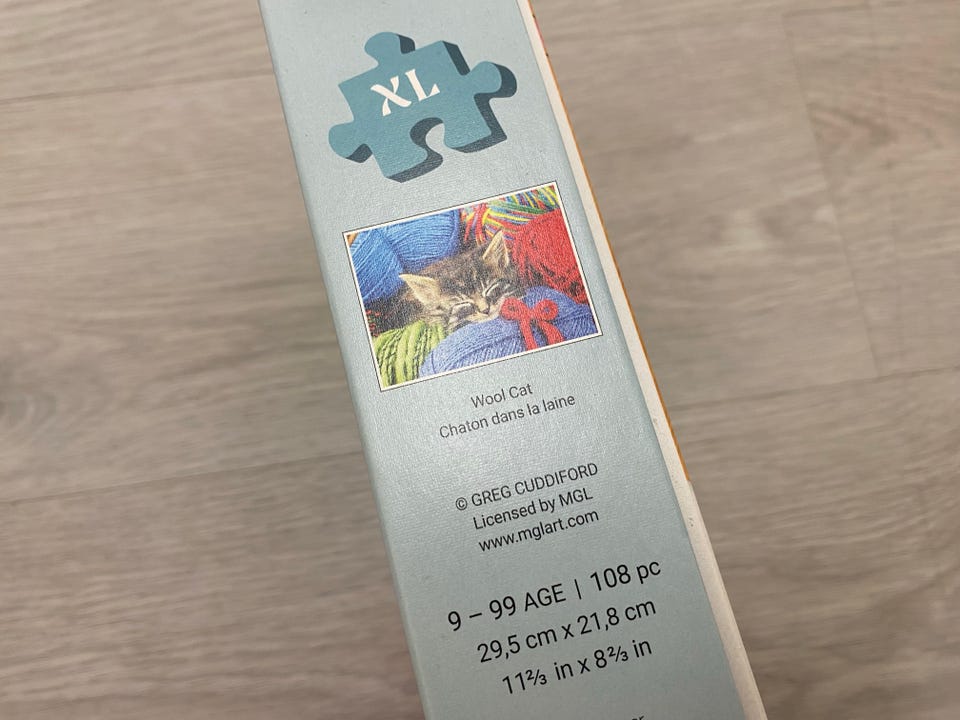 XL
Wool Cat
Chaton dans la laine
© GREG CUDDIFORD
Licensed by MGL
www.mglart.com
9 – 99 AGE | 108 pc
29,5 cm x 21,8 cm
11⅔ in x 8⅔ in